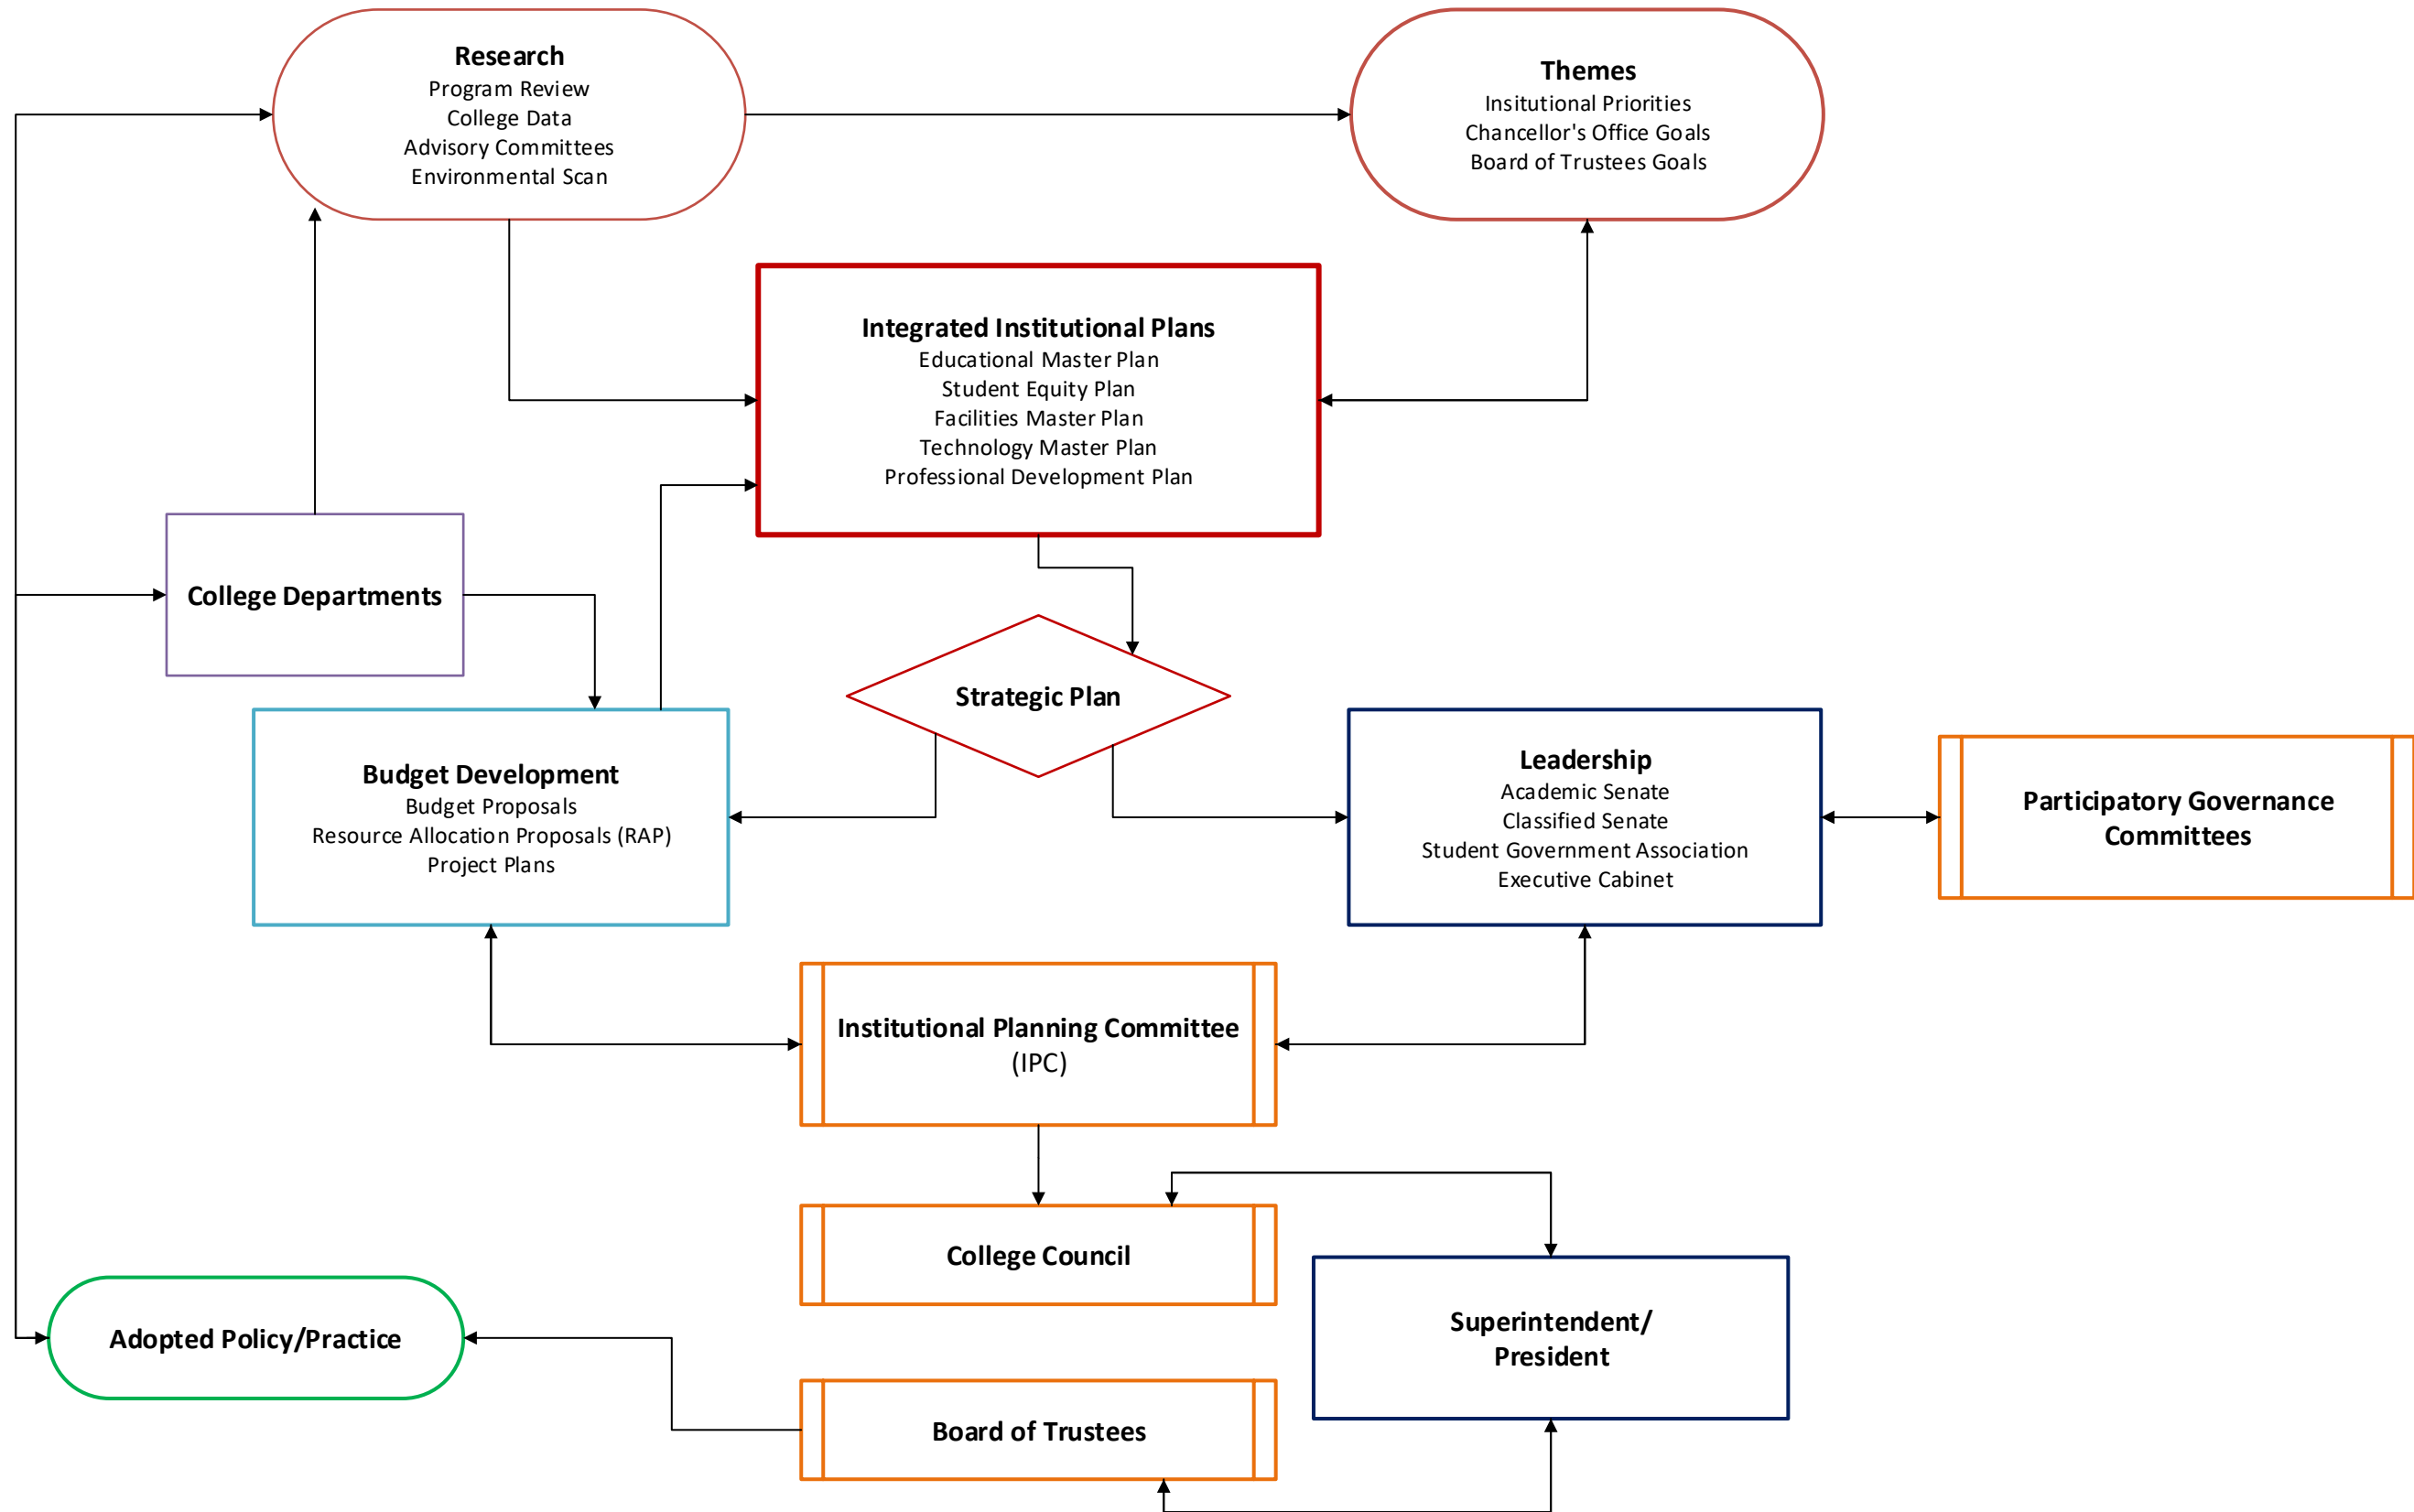 Research
Program Review
College Data
Advisory Committees
Environmental Scan
Themes
Insitutional Priorities
Chancellor's Office Goals
Board of Trustees Goals
Integrated Institutional Plans
Educational Master Plan
Student Equity Plan
Facilities Master Plan
Technology Master Plan
Professional Development Plan
College Departments
Strategic Plan
Budget Development
Budget Proposals
Resource Allocation Proposals (RAP)
Project Plans
Leadership
Academic Senate
Classified Senate
Student Government Association
Executive Cabinet
Participatory Governance
Committees
Institutional Planning Committee
(IPC)
College Council
Superintendent/
President
Adopted Policy/Practice
Board of Trustees